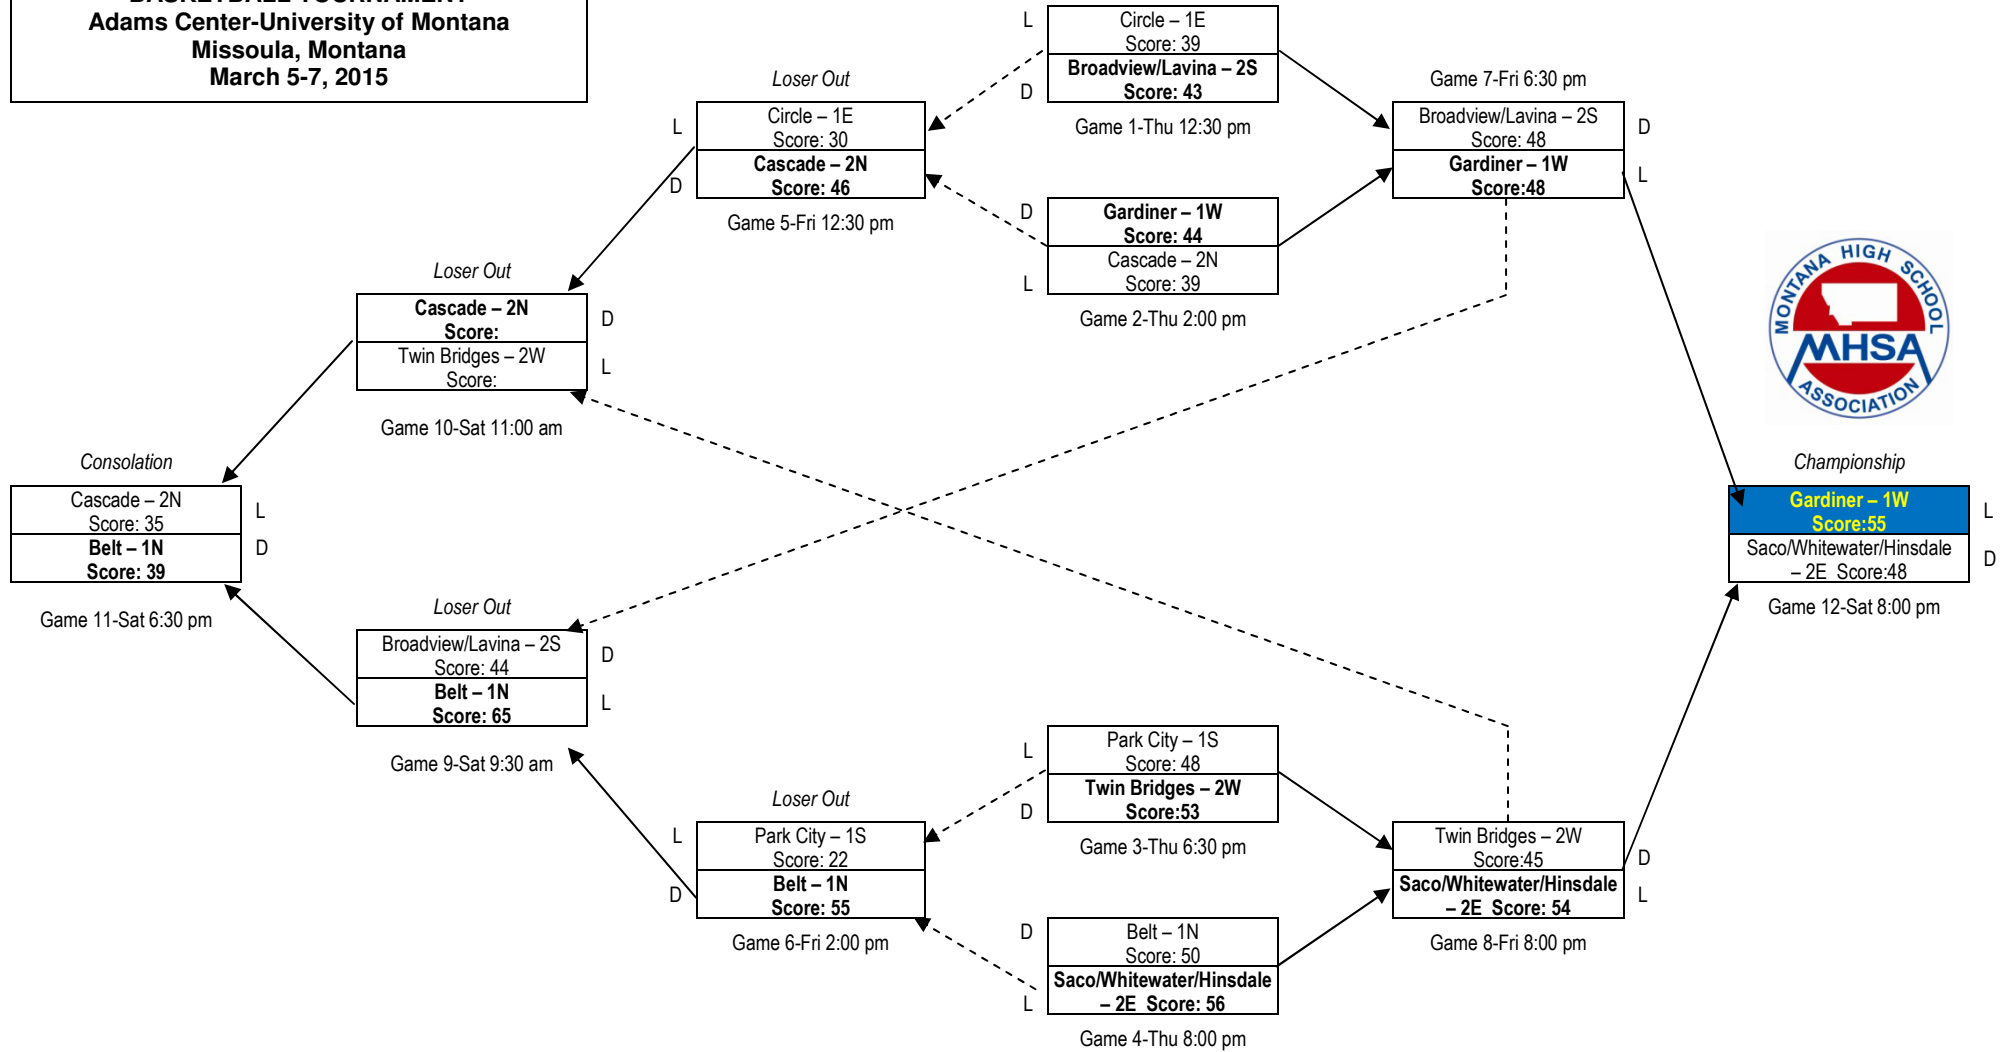 Adams Center-University of Montana
Missoula, Montana
March 5-7, 2015
L
Circle – 1E
Score: 39
Broadview/Lavina – 2S
D
Score: 43
Game 1-Thu 12:30 pm
Loser Out
L
Circle – 1E
Score: 30
Cascade – 2N
D
Score: 46
Game 5-Fri 12:30 pm
D
Gardiner – 1W
Score: 44
Cascade – 2N
L
Score: 39
Game 2-Thu 2:00 pm
Game 7-Fri 6:30 pm
Broadview/Lavina – 2S
D
Score: 48
Gardiner – 1W
L
Score:48
Loser Out
Cascade – 2N
D
Score:
Twin Bridges – 2W
L
Score:
Game 10-Sat 11:00 am
MONTANA HIGH SCHOOL
MHSA
ASSOCIATION
Consolation
Cascade – 2N
L
Score: 35
Belt – 1N
D
Score: 39
Game 11-Sat 6:30 pm
Championship
Gardiner – 1W
L
Score:55
Saco/Whitewater/Hinsdale
D
– 2E Score:48
Game 12-Sat 8:00 pm
Loser Out
Broadview/Lavina – 2S
D
Score: 44
Belt – 1N
L
Score: 65
Game 9-Sat 9:30 am
L
Park City – 1S
Score: 48
Twin Bridges – 2W
D
Score:53
Game 3-Thu 6:30 pm
Loser Out
L
Park City – 1S
Score: 22
Belt – 1N
D
Score: 55
Game 6-Fri 2:00 pm
Twin Bridges – 2W
D
Score:45
Saco/Whitewater/Hinsdale
L
– 2E Score: 54
Game 8-Fri 8:00 pm
D
Belt – 1N
Score: 50
Saco/Whitewater/Hinsdale
L
– 2E Score: 56
Game 4-Thu 8:00 pm